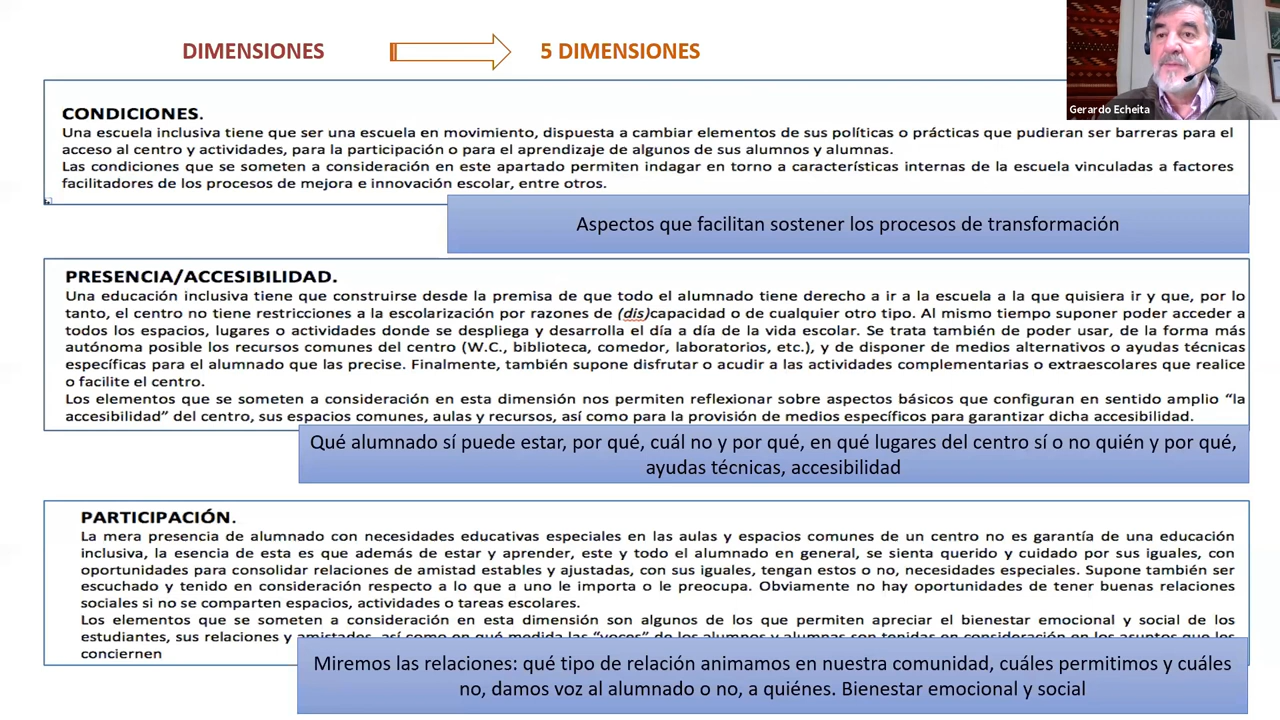 DIMENSIONES
5 DIMENSIONES
Gerardo Echeita
CONDICIONES.
Una escuela inclusiva tiene que ser una escuela en movimiento, dispuesta a cambiar elementos de sus políticas o prácticas que pudieran ser barreras para el
acceso al centro y actividades, para la participación o para el aprendizaje de algunos de sus alumnos y alumnas.
Las condiciones que se someten a consideración en este apartado permiten indagar en torno a características internas de la escuela vinculadas a factores
facilitadores de los procesos de mejora e innovación escolar, entre otros.
Aspectos que facilitan sostener los procesos de transformación
PRESENCIA/ACCESIBILIDAD.
Una educación inclusiva tiene que construirse desde la premisa de que todo el alumnado tiene derecho a ir a la escuela a la que quisiera ir y que, por lo
tanto, el centro no tiene restricciones a la escolarización por razones de (dis)capacidad o de cualquier otro tipo. Al mismo tiempo suponer poder acceder a
todos los espacios, lugares o actividades donde se despliega y desarrolla el día a día de la vida escolar. Se trata también de poder usar, de la forma más
autónoma posible los recursos comunes del centro (W.C., biblioteca, comedor, laboratorios, etc.), y de disponer de medios alternativos o ayudas técnicas
específicas para el alumnado que las precise. Finalmente, también supone disfrutar o acudir a las actividades complementarias o extraescolares que realice
o facilite el centro.
Los elementos que se someten a consideración en esta dimensión nos permiten reflexionar sobre aspectos básicos que configuran en sentido amplio “la
accesibilidad” del centro, sus espacios comunes, aulas y recursos, así como para la provisión de medios específicos para garantizar dicha accesibilidad.
Qué alumnado sí puede estar, por qué, cuál no y por qué, en qué lugares del centro sí o no quién y por qué,
ayudas técnicas, accesibilidad
PARTICIPACIÓN.
La mera presencia de alumnado con necesidades educativas especiales en las aulas y espacios comunes de un centro no es garantía de una educación
inclusiva, la esencia de esta es que además de estar y aprender, este y todo el alumnado en general, se sienta querido y cuidado por sus iguales, con
oportunidades para consolidar relaciones de amistad estables y ajustadas, con sus iguales, tengan estos o no, necesidades especiales. Supone también ser
escuchado y tenido en consideración respecto a lo que a uno le importa o le preocupa. Obviamente no hay oportunidades de tener buenas relaciones
sociales si no se comparten espacios, actividades o tareas escolares.
Los elementos que se someten a consideración en esta dimensión son algunos de los que permiten apreciar el bienestar emocional y social de los
estudiantes, sus relaciones y amistades, así como en qué medida las “voces” de los alumnos y alumnas son tenidas en consideración en los asuntos que les
conciernen
Miremos las relaciones: qué tipo de relación animamos en nuestra comunidad, cuáles permitimos y cuáles
no, damos voz al alumnado o no, a quiénes. Bienestar emocional y social